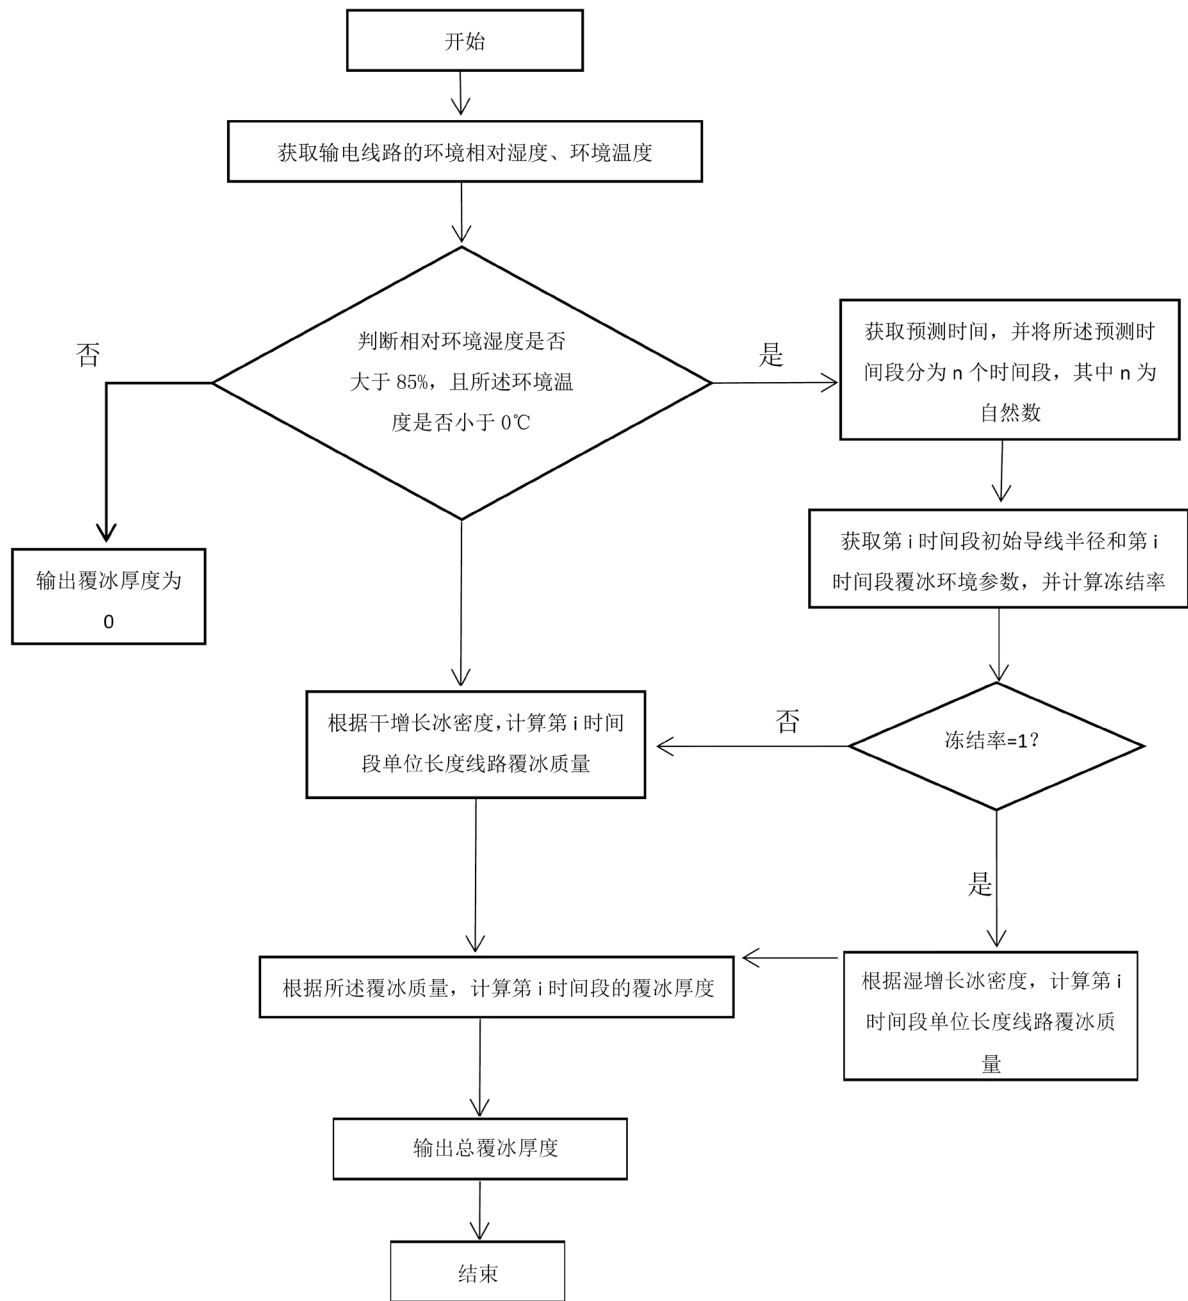 开始
获取输电线路的环境相对湿度、环境温度
判断相对环境湿度是否
大于 85%，且所述环境温
度是否小于 0℃
否
是
获取预测时间，并将所述预测时
间段分为 n 个时间段，其中 n 为
自然数
输出覆冰厚度为
0
获取第 i 时间段初始导线半径和第 i
时间段覆冰环境参数，并计算冻结率
根据干增长冰密度，计算第 i 时间
段单位长度线路覆冰质量
否
冻结率=1？
是
根据所述覆冰质量，计算第 i 时间段的覆冰厚度
根据湿增长冰密度，计算第 i
时间段单位长度线路覆冰质
量
输出总覆冰厚度
结束